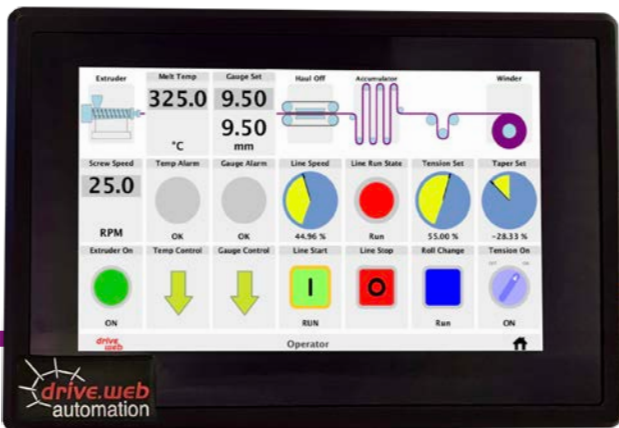 Extruder Melt Temp Gauge Set Haul Off Accumulator Winder
325.0 9.50
9.50
°C mm
Screw Speed Temp Alarm Gauge Alarm Line Speed Line Run State Tension Set Taper Set
25.0
RPM OK OK 44.96 % Run 55.00 % -28.33 %
Extruder On Temp Control Gauge Control Line Start Line Stop Roll Change Tension On
OFF ON
I O
ON RUN Run ON
drive.
web
Operator
drive.web
automation